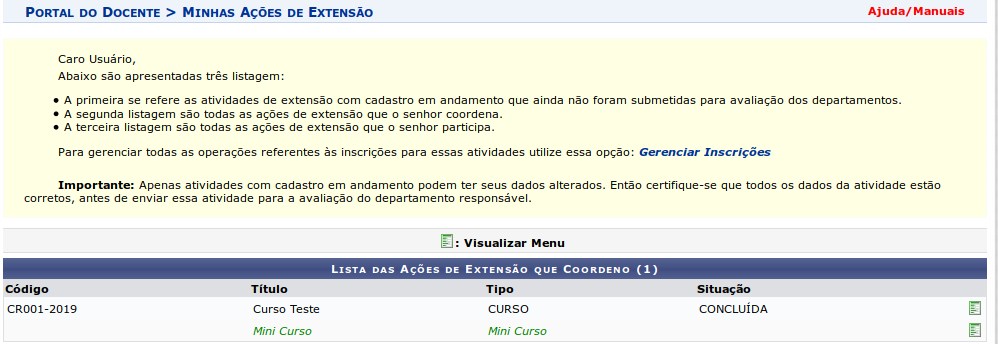 Portal do Docente > Minhas Ações de Extensão
Ajuda/Manuais
Caro Usuário,
Abaixo são apresentadas três listagem:
• A primeira se refere as atividades de extensão com cadastro em andamento que ainda não foram submetidas para avaliação dos departamentos.
• A segunda listagem são todas as ações de extensão que o senhor coordena.
• A terceira listagem são todas as ações de extensão que o senhor participa.
Para gerenciar todas as operações referentes às inscrições para essas atividades utilize essa opção: Gerenciar Inscrições
Importante: Apenas atividades com cadastro em andamento podem ter seus dados alterados. Então certifique-se que todos os dados da atividade estão
corretos, antes de enviar essa atividade para a avaliação do departamento responsável.
: Visualizar Menu
Lista das Ações de Extensão que Coordeno (1)
Código Título Tipo Situação
CR001-2019 Curso Teste CURSO CONCLUÍDA
Mini Curso Mini Curso